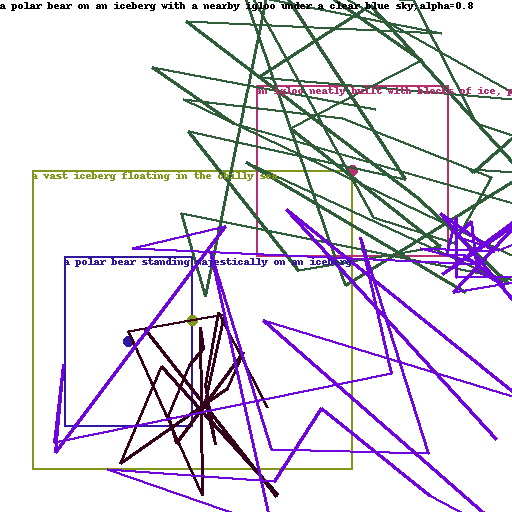 a polar bear on an iceberg with a nearby igloo under a clear blue sky,alpha=0.8
an igloo neatly built with blocks of ice, p
a vast iceberg floating in the chilly sea
a polar bear standing majestically on an iceberg